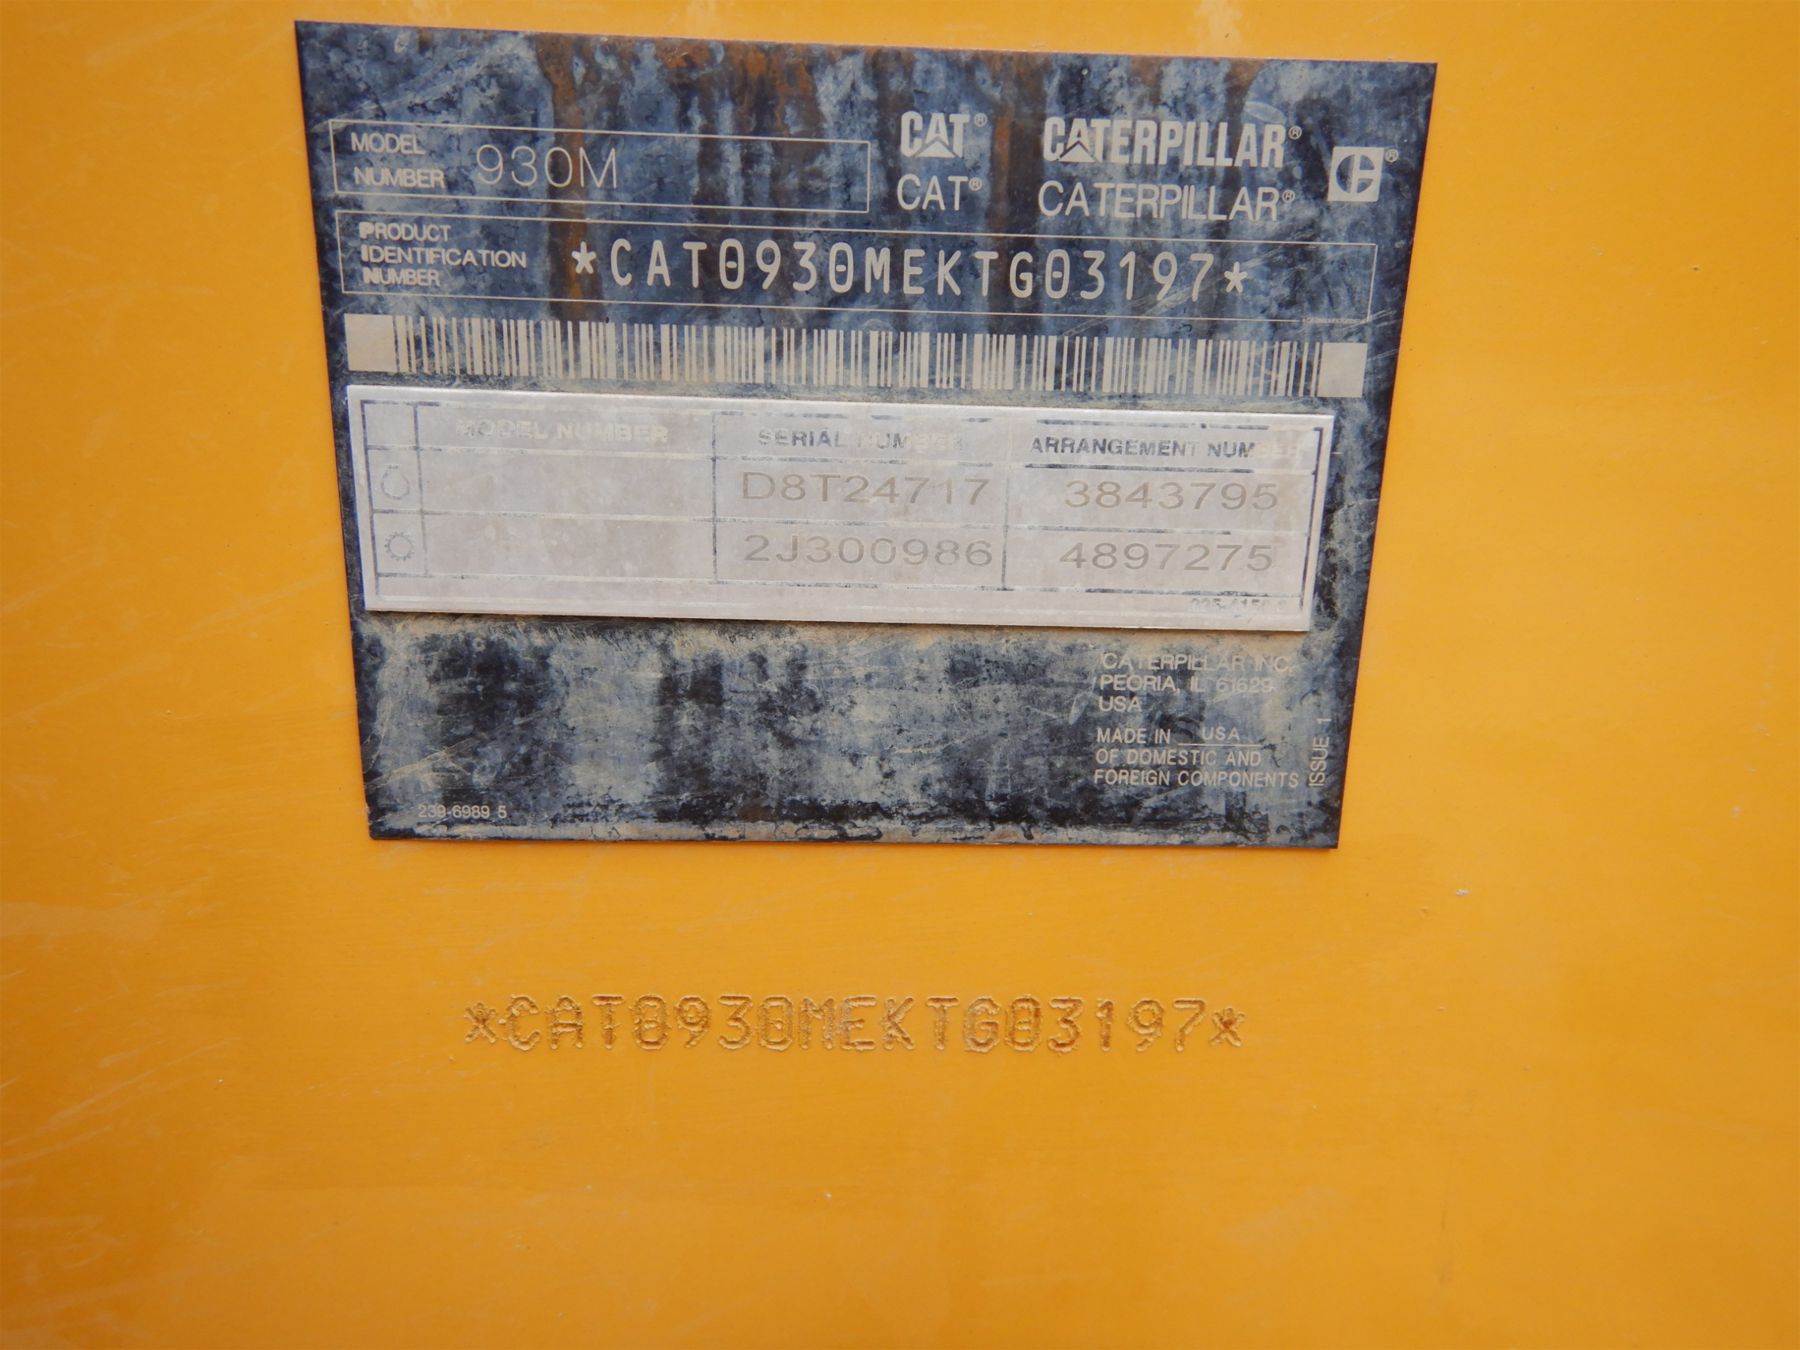 MODEL NUMBER 930M
CAT® CATERPILLAR®
CAT® CATERPILLAR®
PRODUCT
IDENTIFICATION
NUMBER
*CAT0930MEKTG03197*
MODEL NUMBER SERIAL NUMBER ARRANGEMENT NUMBER
D8T24717 3843795
2J300986 4897275
CATERPILLAR INC.
PEORIA, IL 61629
USA
MADE IN USA
OF DOMESTIC AND
FOREIGN COMPONENTS
ISSUE 1
239-6989 5
*CAT0930MEKTG03197*